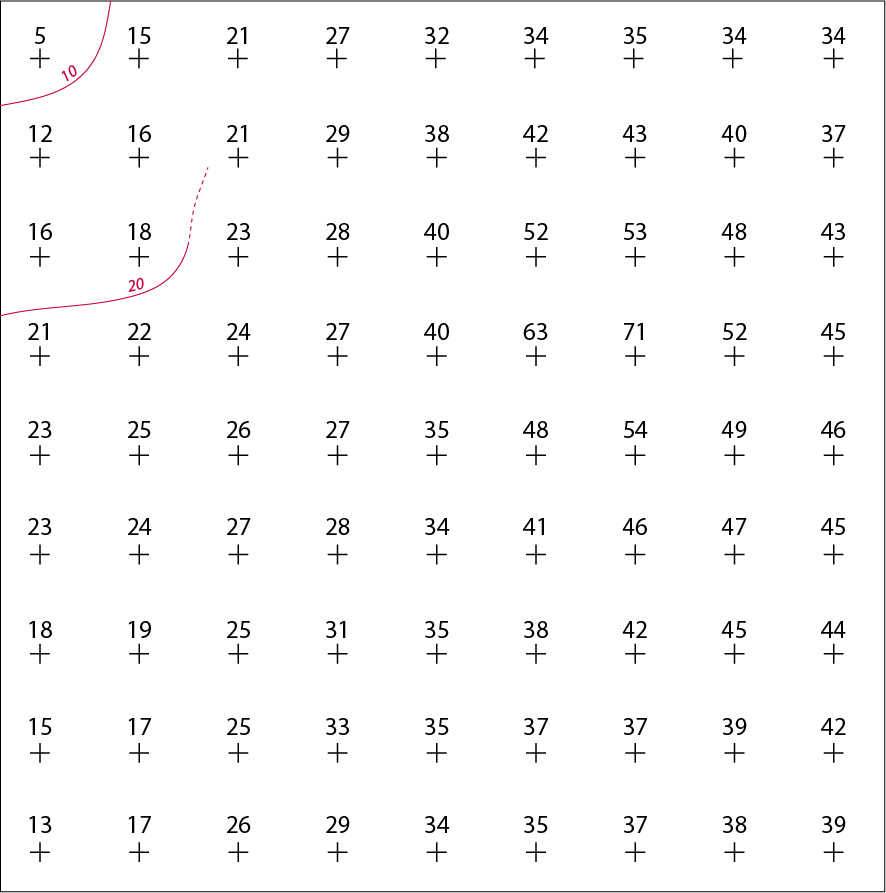 5 15 21 27 32 34 35 34 34
10
12 16 21 29 38 42 43 40 37
16 18 23 28 40 52 53 48 43
20
21 22 24 27 40 63 71 52 45
23 25 26 27 35 48 54 49 46
23 24 27 28 34 41 46 47 45
18 19 25 31 35 38 42 45 44
15 17 25 33 35 37 37 39 42
13 17 26 29 34 35 37 38 39